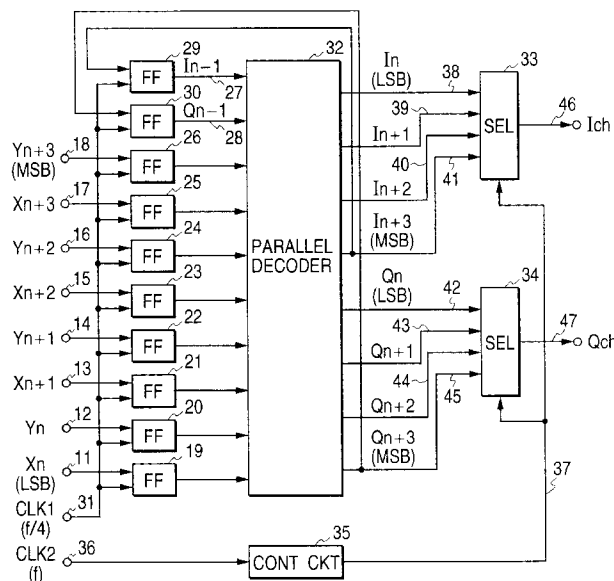 29
FF
In-1
27
30
FF
Qn-1
28
Yn+3
(MSB)
18
26
FF
Xn+3
17
25
FF
Yn+2
16
24
FF
Xn+2
15
23
FF
Yn+1
14
22
FF
Xn+1
13
21
FF
Yn
12
20
FF
Xn
(LSB)
11
19
FF
CLK1
(f/4)
31
CLK2
(f)
36
35
CONT CKT
32
PARALLEL
DECODER
In
(LSB)
38
39
In+1
40
In+2
41
In+3
(MSB)
33
SEL
46
Ich
Qn
(LSB)
42
43
Qn+1
44
Qn+2
45
Qn+3
(MSB)
34
SEL
47
Qch
37